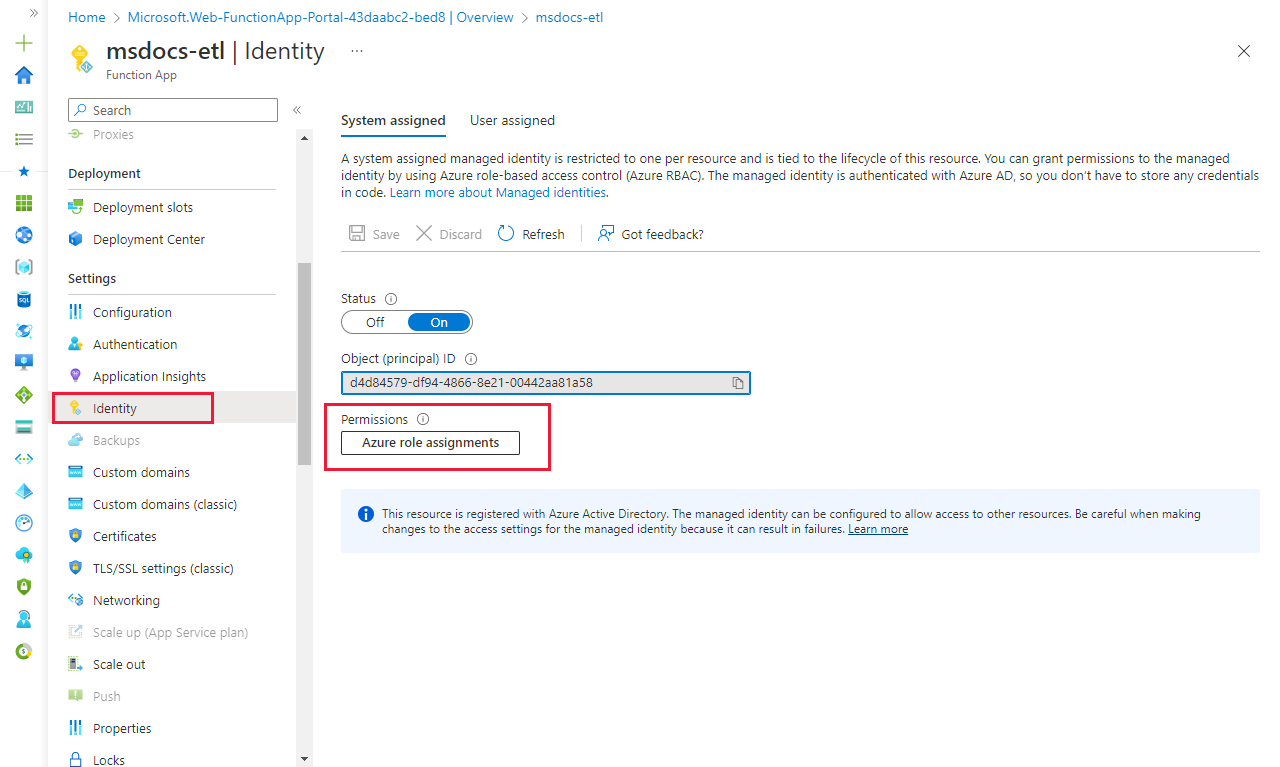 Home > Microsoft.Web-FunctionApp-Portal-43daabc2-bed8 | Overview > msdocs-etl
msdocs-etl | Identity ...
Function App
Search
Proxies
Deployment
Deployment slots
Deployment Center
Settings
Configuration
Authentication
Application Insights
Identity
Backups
Custom domains
Custom domains (classic)
Certificates
TLS/SSL settings (classic)
Networking
Scale up (App Service plan)
Scale out
Push
Properties
Locks
System assigned User assigned
A system assigned managed identity is restricted to one per resource and is tied to the lifecycle of this resource. You can grant permissions to the managed
identity by using Azure role-based access control (Azure RBAC). The managed identity is authenticated with Azure AD, so you don't have to store any credentials
in code. Learn more about Managed identities.
Save Discard Refresh Got feedback?
Status
Off On
Object (principal) ID
d4d84579-df94-4866-8e21-00442aa81a58
Permissions
Azure role assignments
This resource is registered with Azure Active Directory. The managed identity can be configured to allow access to other resources. Be careful when making
changes to the access settings for the managed identity because it can result in failures. Learn more